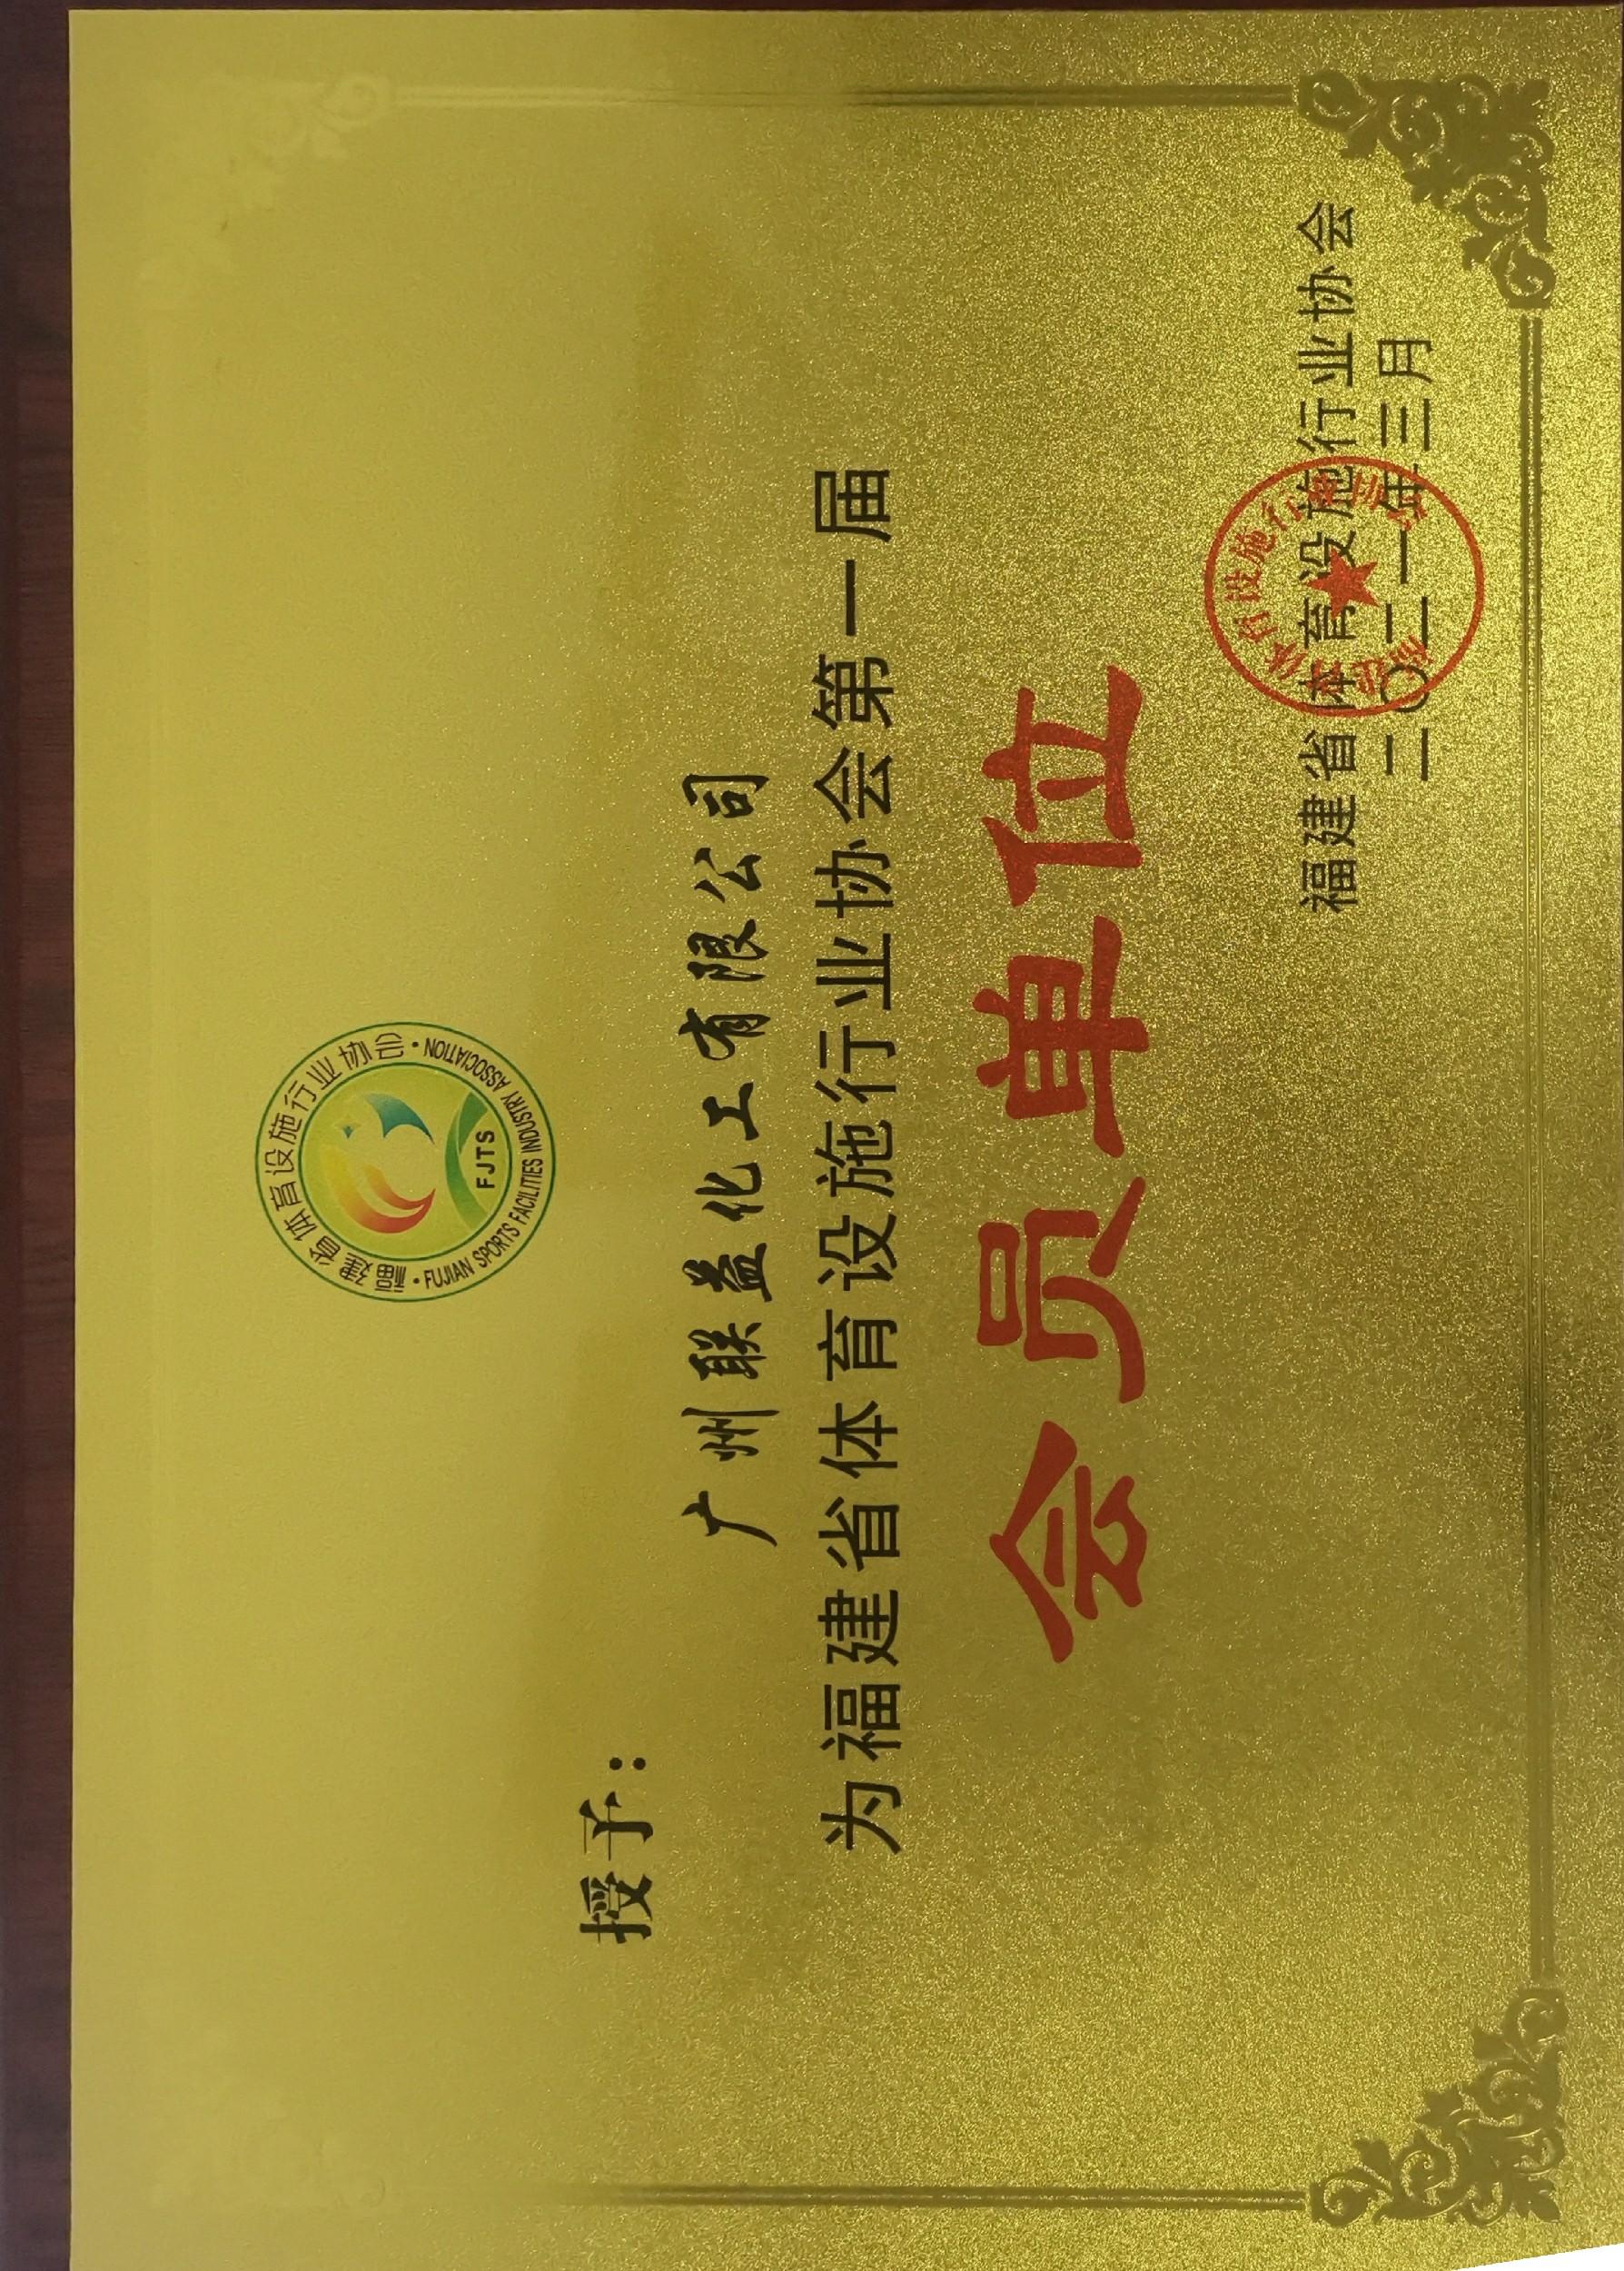 福建省体育设施行业协会
· FUJIAN SPORTS FACILITIES INDUSTRY ASSOCIATION ·
FJTS
授予：
广州联益化工有限公司
为福建省体育设施行业协会第一届
会员单位
福建省体育设施行业协会
二〇二一年三月